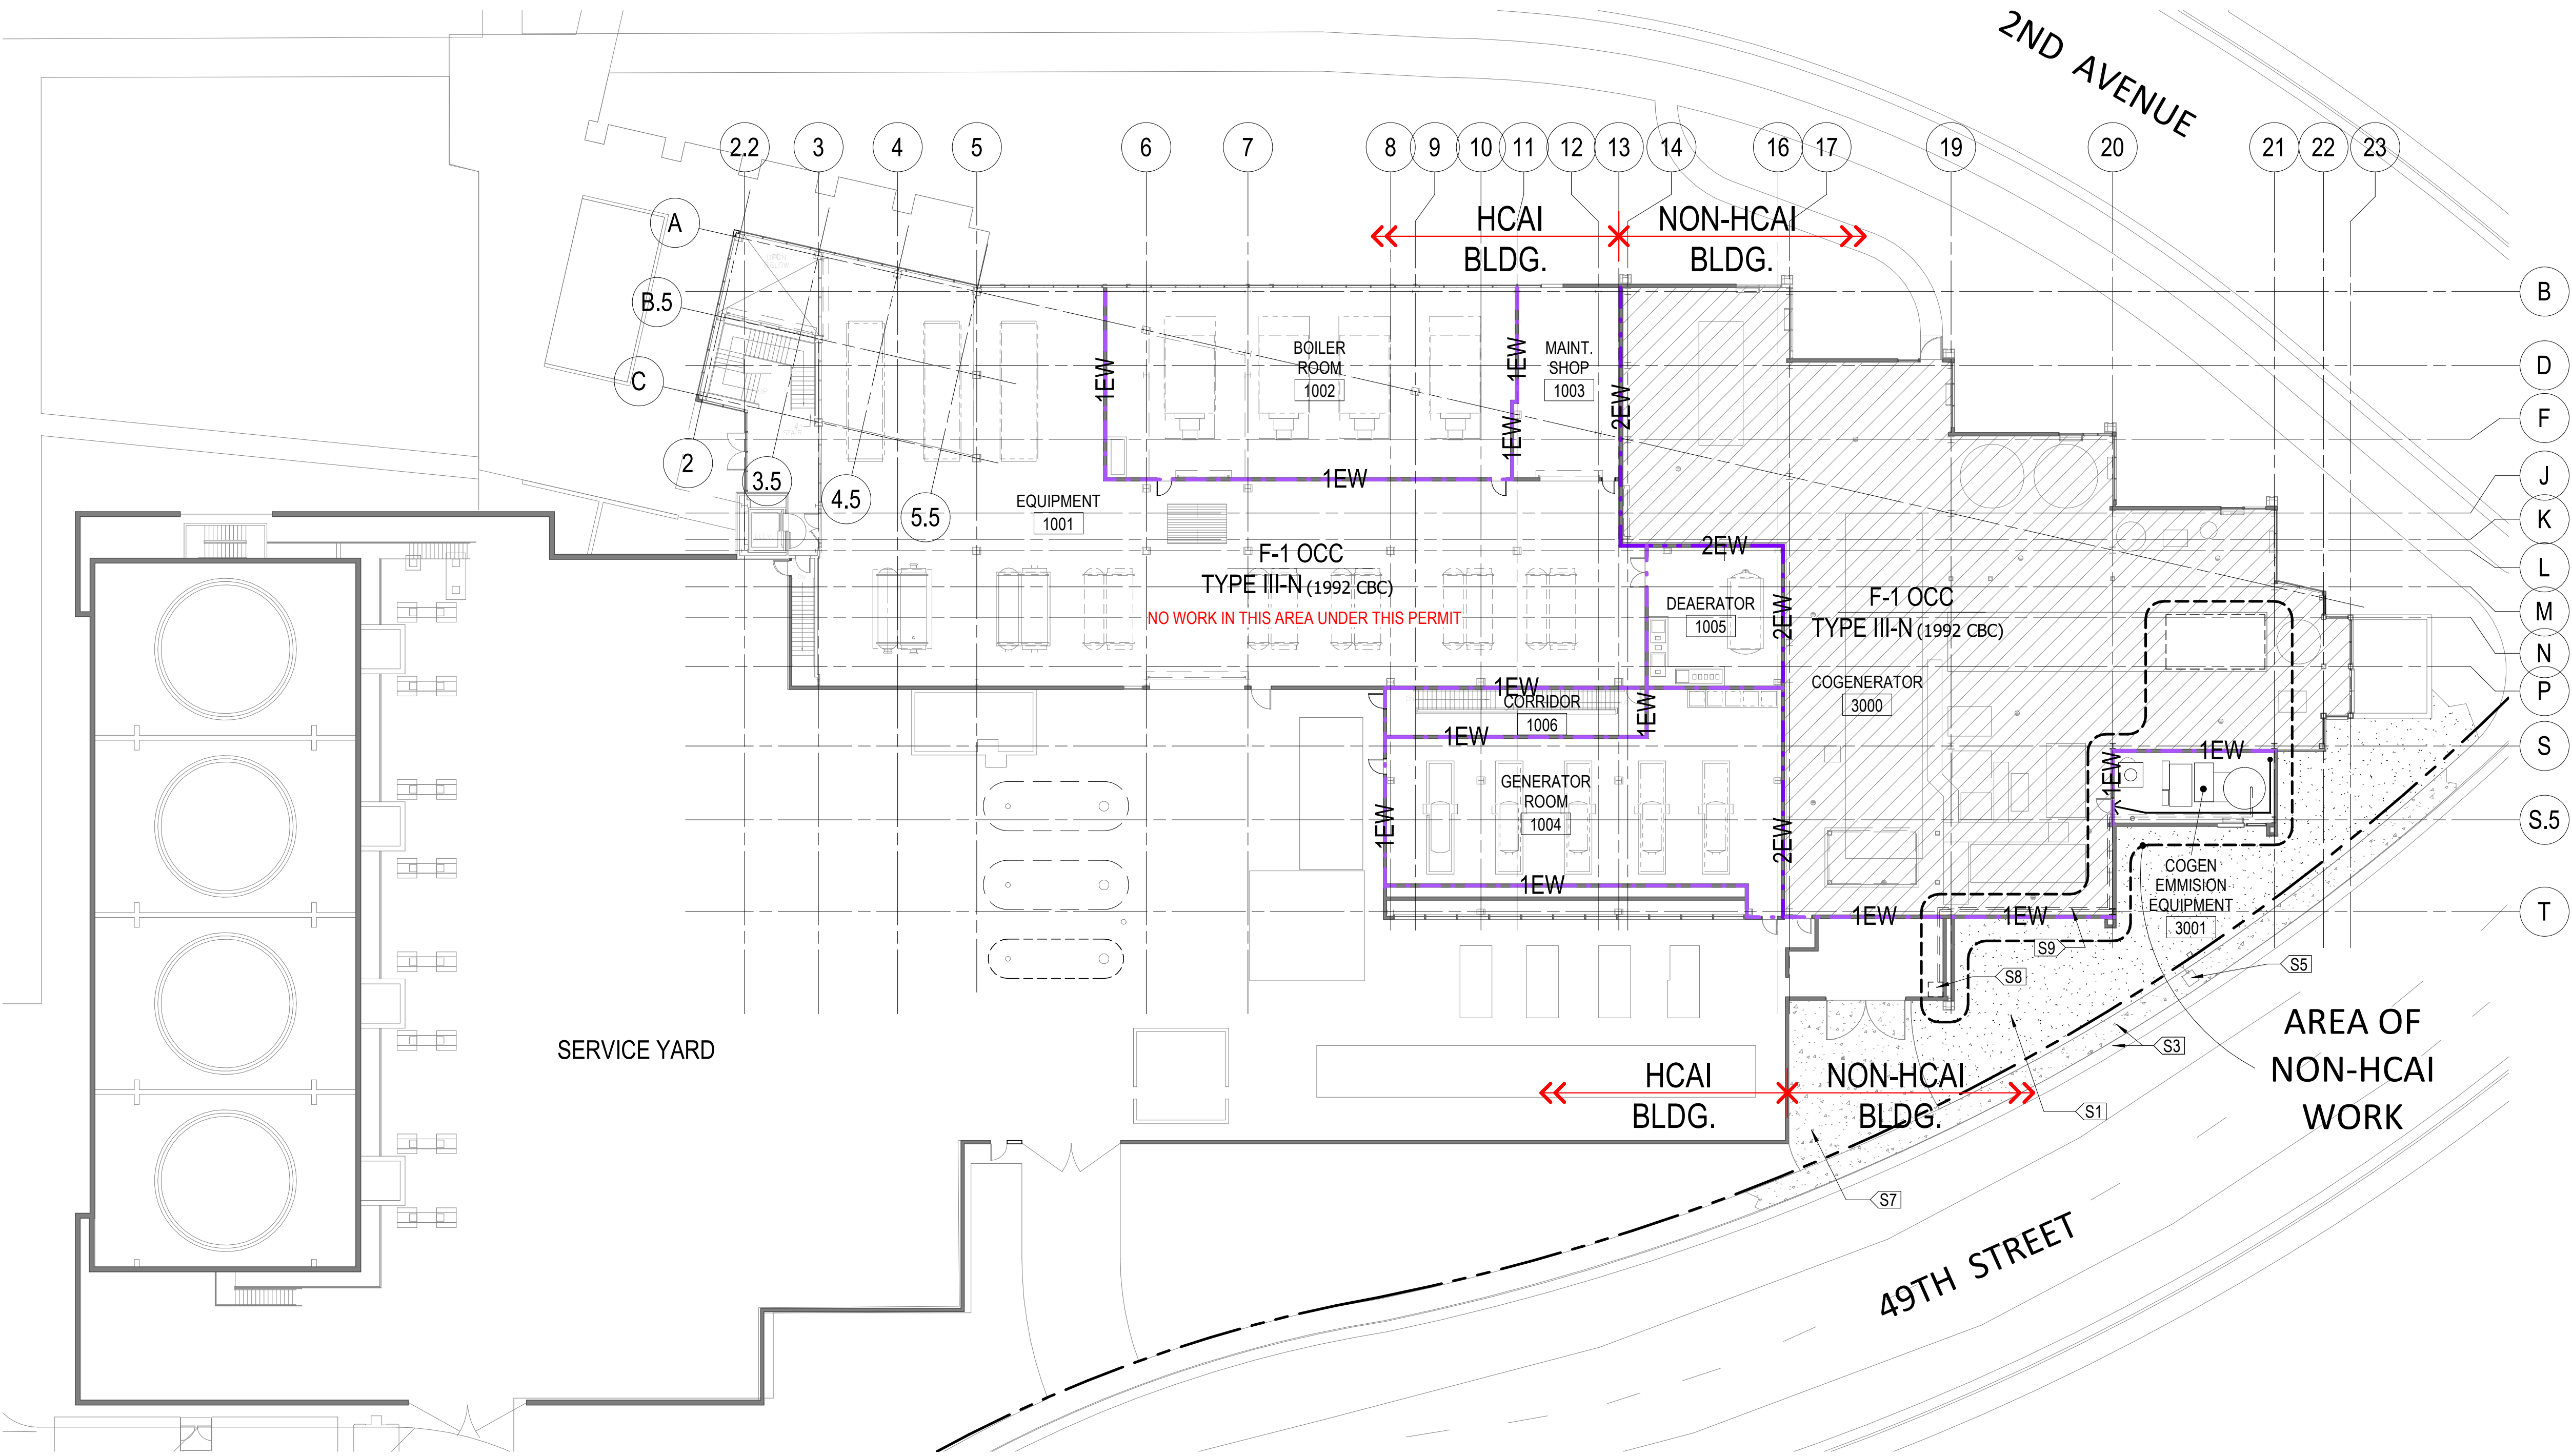 2ND AVENUE
2.2
3
4
5
6
7
8
9
10
11
12
13
14
16
17
19
20
21
22
23
A
B.5
C
2
3.5
4.5
5.5
HCAI
BLDG.
NON-HCAI
BLDG.
B
D
F
J
K
L
M
N
P
S
S.5
T
OPEN
BELOW
1EW
BOILER
ROOM
1002
1EW
1EW
MAINT.
SHOP
1003
2EW
1EW
EQUIPMENT
1001
F-1 OCC
TYPE III-N (1992 CBC)
NO WORK IN THIS AREA UNDER THIS PERMIT
2EW
DEAERATOR
1005
2EW
F-1 OCC
TYPE III-N (1992 CBC)
COGENERATOR
3000
1EW
CORRIDOR
1006
1EW
1EW
GENERATOR
ROOM
1004
1EW
2EW
1EW
1EW
1EW
1EW
1EW
COGEN
EMMISION
EQUIPMENT
3001
S9
S8
S5
S3
S1
S7
AREA OF
NON-HCAI
WORK
SERVICE YARD
HCAI
BLDG.
NON-HCAI
BLDG.
49TH STREET